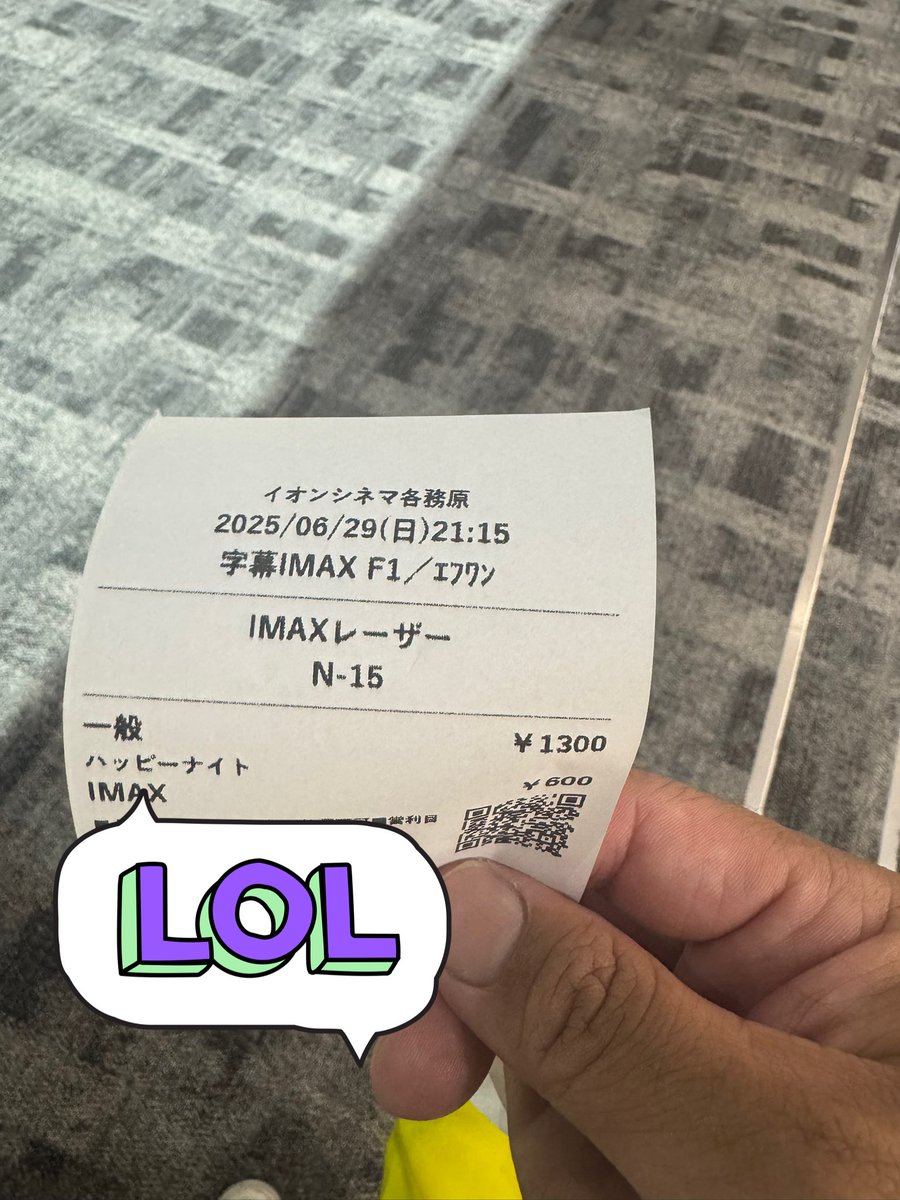 イオンシネマ各務原
2025/06/29(日)21:15
字幕IMAX F1／ｴﾌﾜﾝ
IMAXレーザー
N-15
一般 ¥1300
ハッピーナイト
IMAX 600
LOL